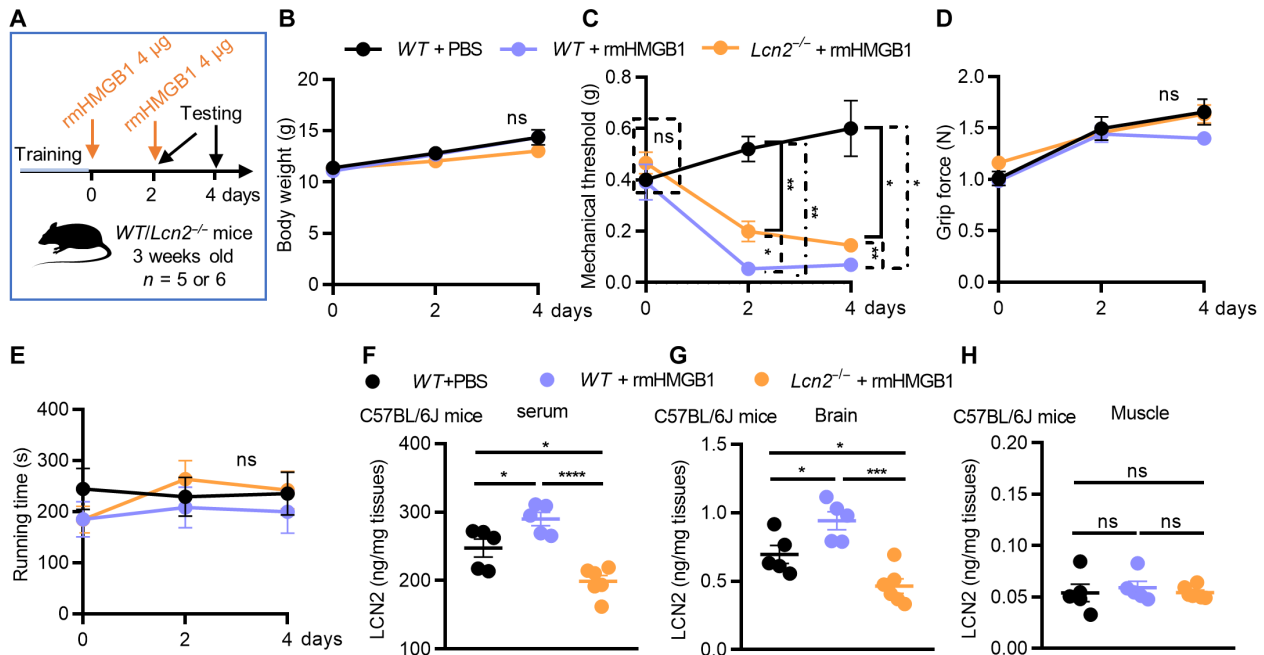 A
rmHMGB1 4 µg
rmHMGB1 4 µg
Testing
Training
0
2
4
days
WT/Lcn2⁻/⁻ mice
3 weeks old
n = 5 or 6
WT + PBS
WT + rmHMGB1
Lcn2⁻/⁻ + rmHMGB1
B
Body weight (g)
20
15
10
5
0
ns
0
2
4
days
C
Mechanical threshold (g)
0.8
0.6
0.4
0.2
0.0
ns
**
**
*
*
*
**
0
2
4
days
D
Grip force (N)
2.0
1.5
1.0
0.5
0.0
ns
0
2
4
days
E
Running time (s)
400
300
200
100
0
ns
0
2
4
days
WT+PBS
WT + rmHMGB1
Lcn2⁻/⁻ + rmHMGB1
F
C57BL/6J mice
serum
LCN2 (ng/mg tissues)
400
300
200
100
*
*
****
G
C57BL/6J mice
Brain
LCN2 (ng/mg tissues)
1.5
1.0
0.5
0.0
*
*
***
H
C57BL/6J mice
Muscle
LCN2 (ng/mg tissues)
0.20
0.15
0.10
0.05
0.00
ns
ns
ns